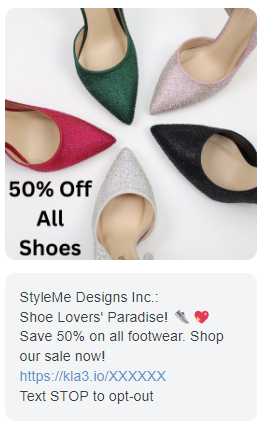 50% Off
All
Shoes
StyleMe Designs Inc.:
Shoe Lovers' Paradise! 👟 💖
Save 50% on all footwear. Shop
our sale now!
https://kla3.io/XXXXXX
Text STOP to opt-out